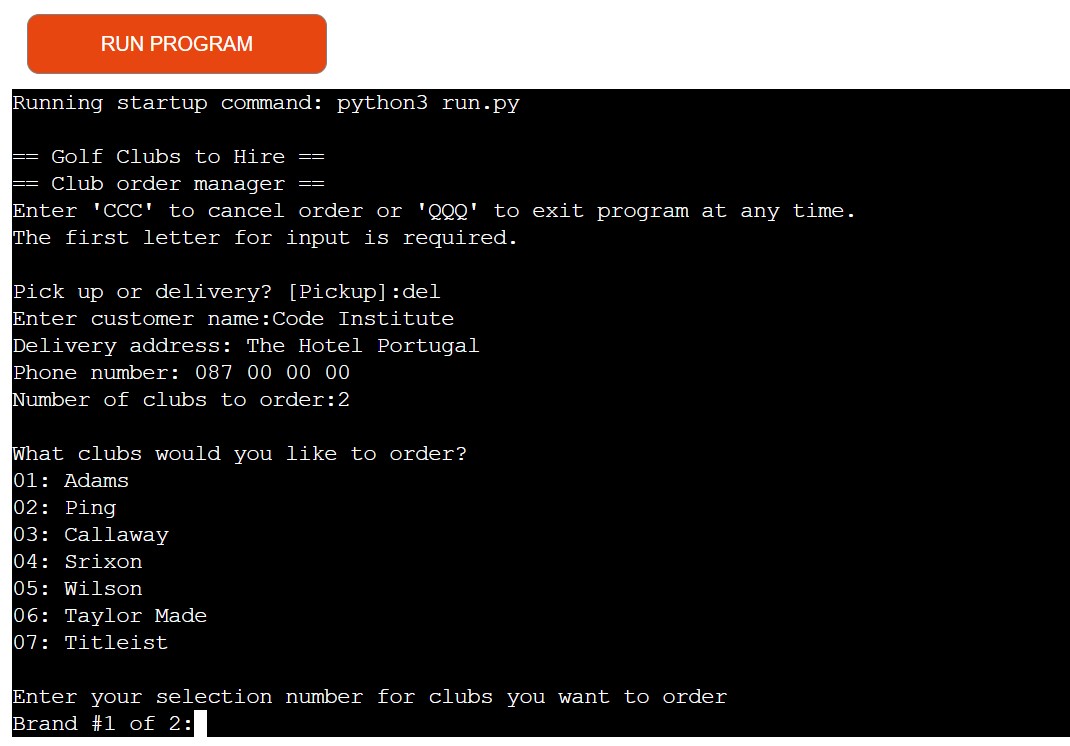 RUN PROGRAM
Running startup command: python3 run.py
== Golf Clubs to Hire ==
== Club order manager ==
Enter 'CCC' to cancel order or 'QQQ' to exit program at any time.
The first letter for input is required.
Pick up or delivery? [Pickup]:del
Enter customer name:Code Institute
Delivery address: The Hotel Portugal
Phone number: 087 00 00 00
Number of clubs to order:2
What clubs would you like to order?
01: Adams
02: Ping
03: Callaway
04: Srixon
05: Wilson
06: Taylor Made
07: Titleist
Enter your selection number for clubs you want to order
Brand #1 of 2: